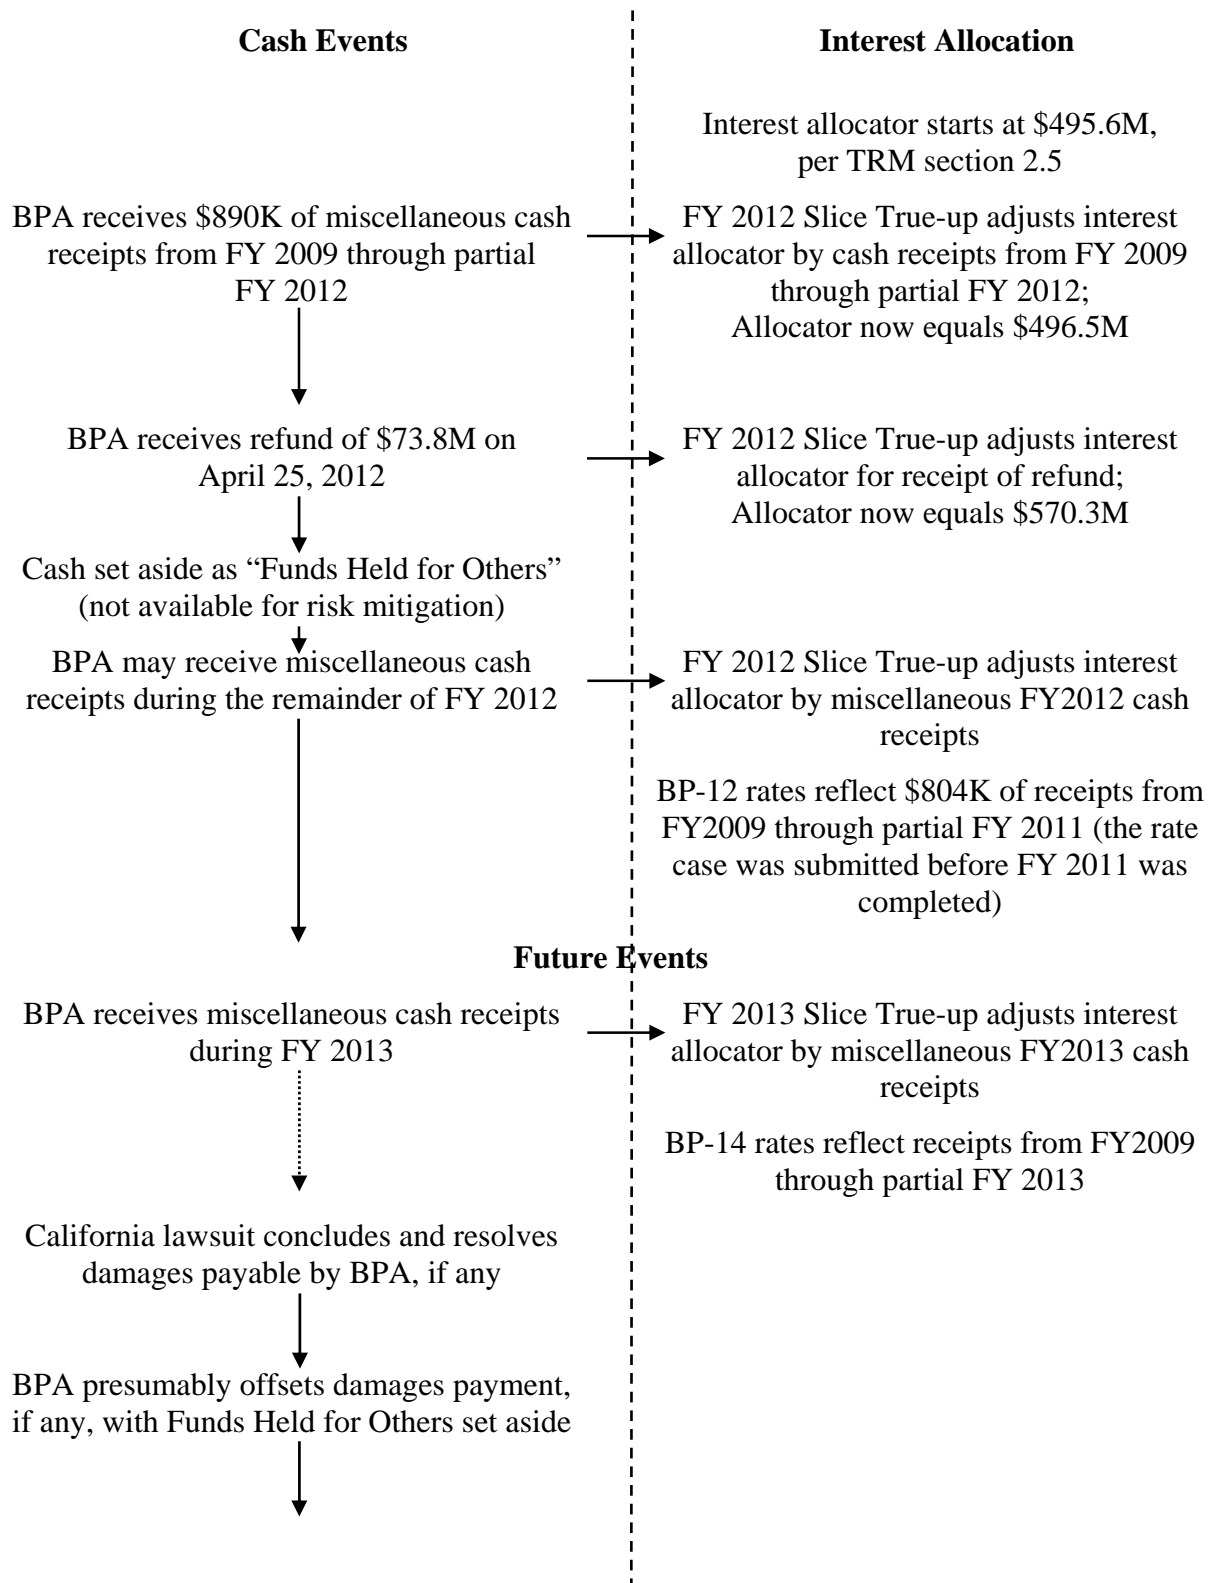 Cash Events
Interest Allocation
Interest allocator starts at $495.6M,
per TRM section 2.5
BPA receives $890K of miscellaneous cash
receipts from FY 2009 through partial
FY 2012
FY 2012 Slice True-up adjusts interest
allocator by cash receipts from FY 2009
through partial FY 2012;
Allocator now equals $496.5M
BPA receives refund of $73.8M on
April 25, 2012
FY 2012 Slice True-up adjusts interest
allocator for receipt of refund;
Allocator now equals $570.3M
Cash set aside as “Funds Held for Others”
(not available for risk mitigation)
BPA may receive miscellaneous cash
receipts during the remainder of FY 2012
FY 2012 Slice True-up adjusts interest
allocator by miscellaneous FY2012 cash
receipts
BP-12 rates reflect $804K of receipts from
FY2009 through partial FY 2011 (the rate
case was submitted before FY 2011 was
completed)
Future Events
BPA receives miscellaneous cash receipts
during FY 2013
FY 2013 Slice True-up adjusts interest
allocator by miscellaneous FY2013 cash
receipts
BP-14 rates reflect receipts from FY2009
through partial FY 2013
California lawsuit concludes and resolves
damages payable by BPA, if any
BPA presumably offsets damages payment,
if any, with Funds Held for Others set aside